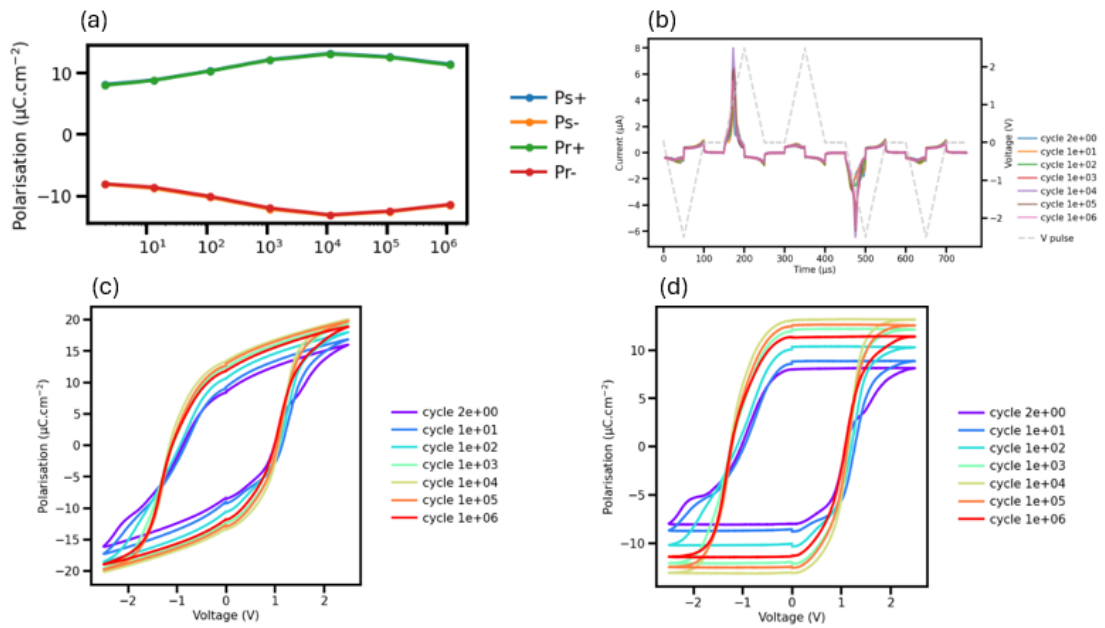 (a)
Polarisation (µC.cm⁻²)
10
0
−10
10¹ 10² 10³ 10⁴ 10⁵ 10⁶
Ps+
Ps-
Pr+
Pr-
(b)
Current (µA)
8
6
4
2
0
−2
−4
−6
0 100 200 300 400 500 600 700
Time (µs)
2
1
0
−1
−2
Voltage (V)
cycle 2e+00
cycle 1e+01
cycle 1e+02
cycle 1e+03
cycle 1e+04
cycle 1e+05
cycle 1e+06
V pulse
(c)
Polarisation (µC.cm⁻²)
20
15
10
5
0
−5
−10
−15
−20
−2 −1 0 1 2
Voltage (V)
cycle 2e+00
cycle 1e+01
cycle 1e+02
cycle 1e+03
cycle 1e+04
cycle 1e+05
cycle 1e+06
(d)
Polarisation (µC.cm⁻²)
10
5
0
−5
−10
−2 −1 0 1 2
Voltage (V)
cycle 2e+00
cycle 1e+01
cycle 1e+02
cycle 1e+03
cycle 1e+04
cycle 1e+05
cycle 1e+06